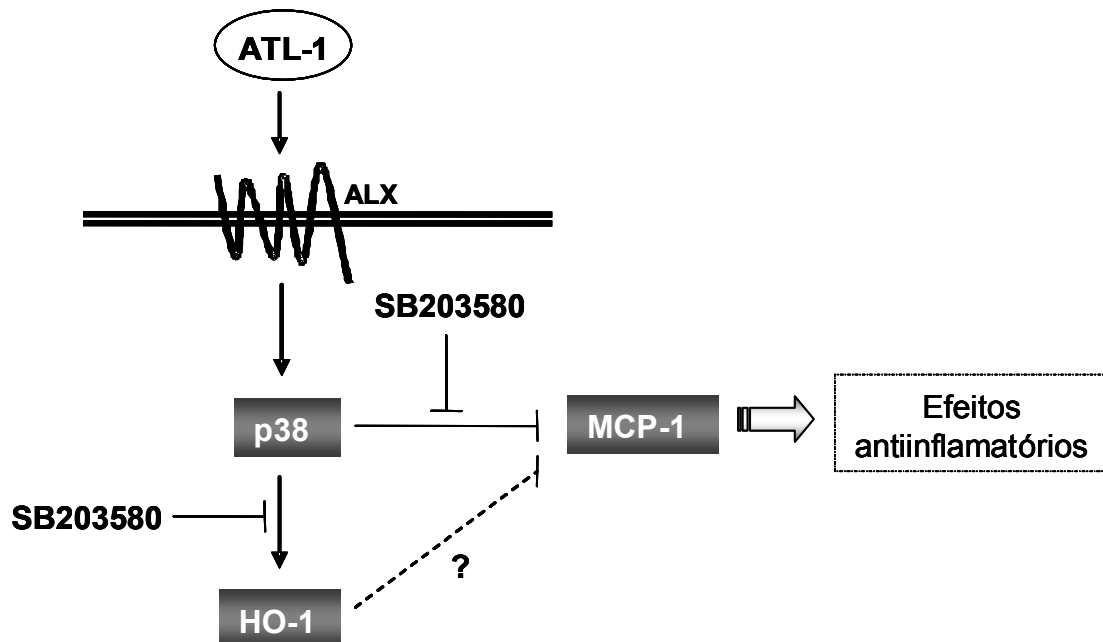 ATL-1
ALX
SB203580
p38
MCP-1
Efeitos
antiinflamatórios
SB203580
?
HO-1